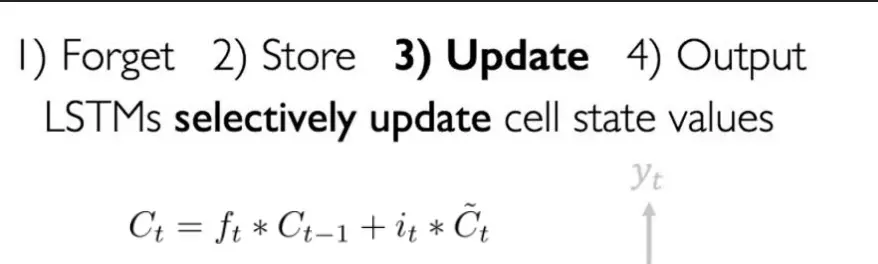 1) Forget 2) Store 3) Update 4) Output
LSTMs selectively update cell state values
y_t
C_t = f_t * C_{t-1} + i_t * C̃_t